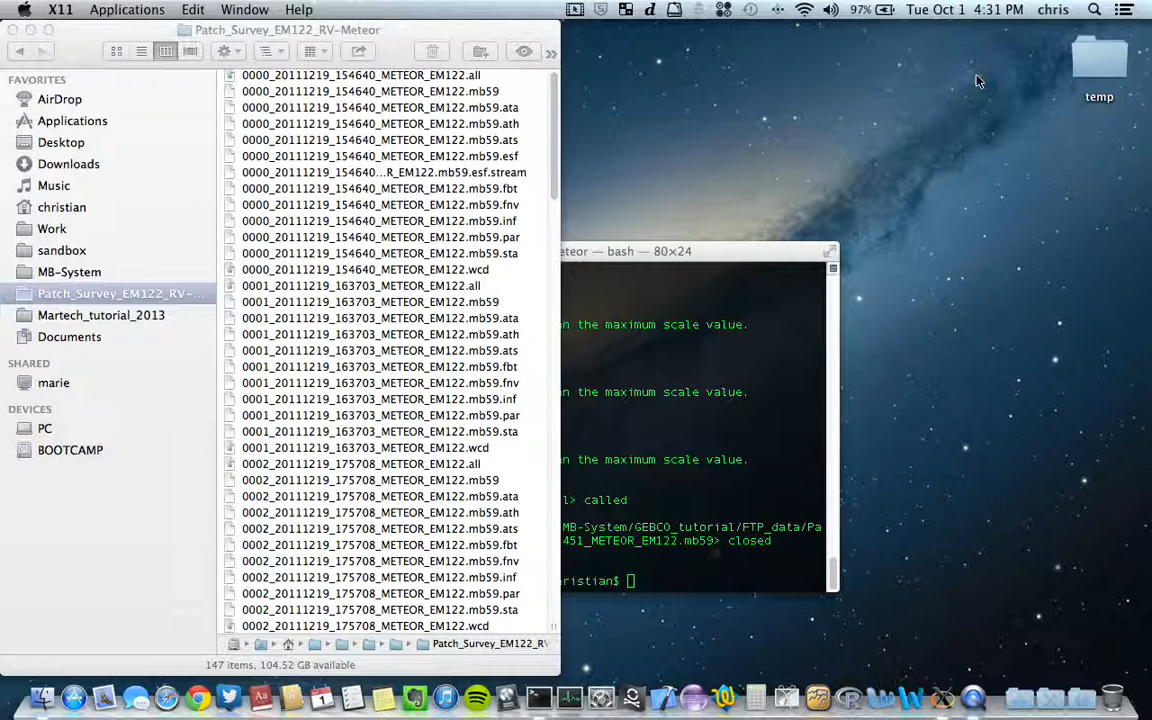 X11 Applications Edit Window Help 97% Tue Oct 1 4:31 PM chris
Patch_Survey_EM122_RV-Meteor
FAVORITES
AirDrop
Applications
Desktop
Downloads
Music
christian
Work
sandbox
MB-System
Patch_Survey_EM122_RV-...
Martech_tutorial_2013
Documents
SHARED
marie
DEVICES
PC
BOOTCAMP
0000_20111219_154640_METEOR_EM122.all
0000_20111219_154640_METEOR_EM122.mb59
0000_20111219_154640_METEOR_EM122.mb59.ata
0000_20111219_154640_METEOR_EM122.mb59.ath
0000_20111219_154640_METEOR_EM122.mb59.ats
0000_20111219_154640_METEOR_EM122.mb59.esf
0000_20111219_154640...R_EM122.mb59.esf.stream
0000_20111219_154640_METEOR_EM122.mb59.fbt
0000_20111219_154640_METEOR_EM122.mb59.fnv
0000_20111219_154640_METEOR_EM122.mb59.inf
0000_20111219_154640_METEOR_EM122.mb59.par
0000_20111219_154640_METEOR_EM122.mb59.sta
0000_20111219_154640_METEOR_EM122.wcd
0001_20111219_163703_METEOR_EM122.all
0001_20111219_163703_METEOR_EM122.mb59
0001_20111219_163703_METEOR_EM122.mb59.ata
0001_20111219_163703_METEOR_EM122.mb59.ath
0001_20111219_163703_METEOR_EM122.mb59.ats
0001_20111219_163703_METEOR_EM122.mb59.fbt
0001_20111219_163703_METEOR_EM122.mb59.fnv
0001_20111219_163703_METEOR_EM122.mb59.inf
0001_20111219_163703_METEOR_EM122.mb59.par
0001_20111219_163703_METEOR_EM122.mb59.sta
0001_20111219_163703_METEOR_EM122.wcd
0002_20111219_175708_METEOR_EM122.all
0002_20111219_175708_METEOR_EM122.mb59
0002_20111219_175708_METEOR_EM122.mb59.ata
0002_20111219_175708_METEOR_EM122.mb59.ath
0002_20111219_175708_METEOR_EM122.mb59.ats
0002_20111219_175708_METEOR_EM122.mb59.fbt
0002_20111219_175708_METEOR_EM122.mb59.fnv
0002_20111219_175708_METEOR_EM122.mb59.inf
0002_20111219_175708_METEOR_EM122.mb59.par
0002_20111219_175708_METEOR_EM122.mb59.sta
0002_20111219_175708_METEOR_EM122.wcd
Patch_Survey_EM122_RV
147 items, 104.52 GB available
eteor — bash — 80×24
an the maximum scale value.
an the maximum scale value.
an the maximum scale value.
l> called
MB-System/GEBCO_tutorial/FTP_data/Pa
451_METEOR_EM122.mb59> closed
hristian$
temp